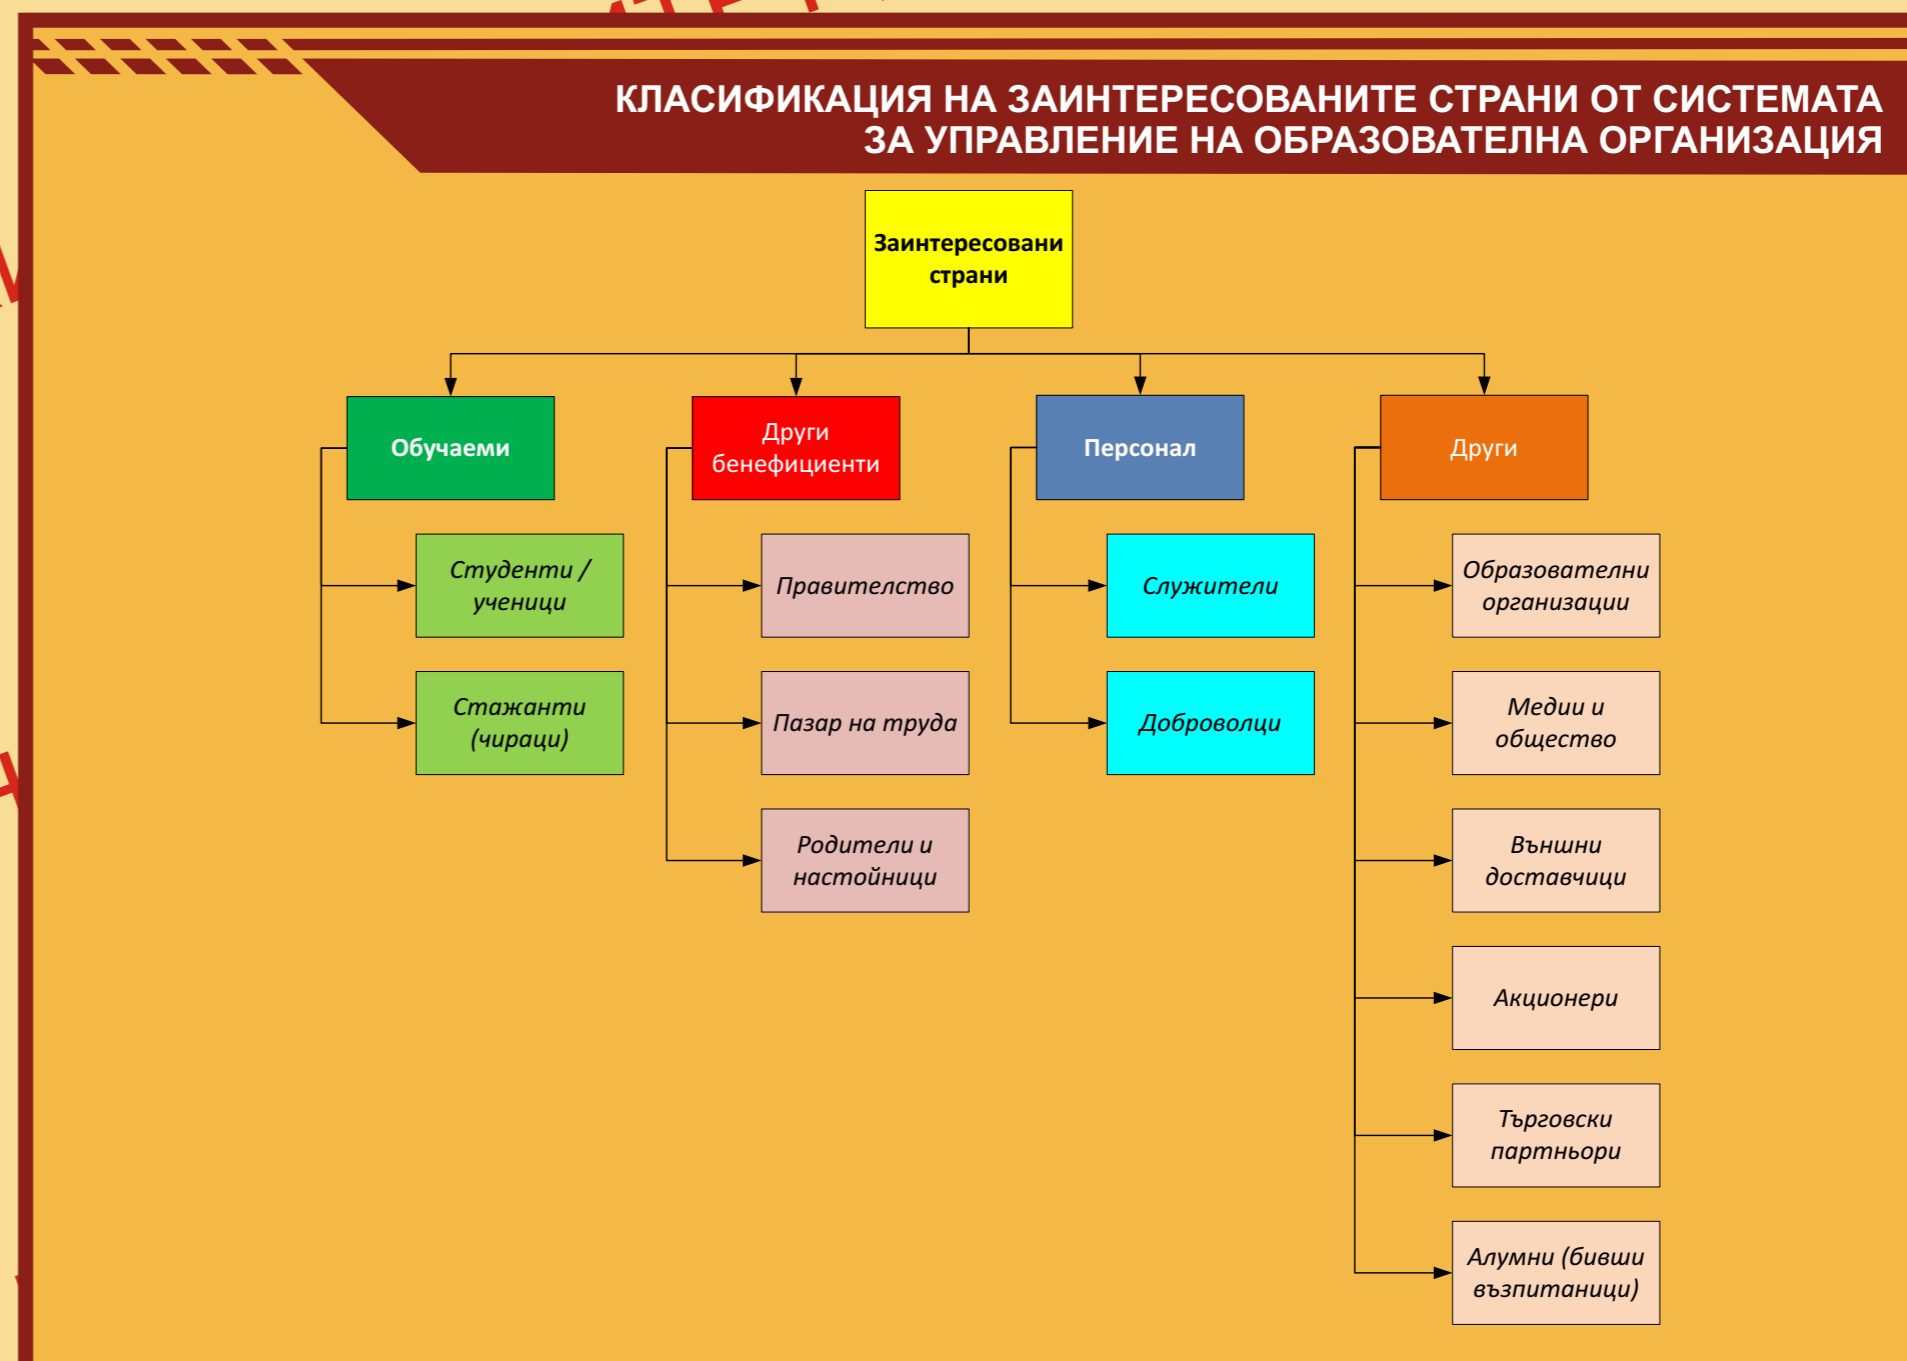 КЛАСИФИКАЦИЯ НА ЗАИНТЕРЕСОВАНИТЕ СТРАНИ ОТ СИСТЕМАТА
ЗА УПРАВЛЕНИЕ НА ОБРАЗОВАТЕЛНА ОРГАНИЗАЦИЯ
Заинтересовани
страни
Обучаеми
Студенти /
ученици
Стажанти
(чираци)
Други
бенефициенти
Правителство
Пазар на труда
Родители и
настойници
Персонал
Служители
Доброволци
Други
Образователни
организации
Медии и
общество
Външни
доставчици
Акционери
Търговски
партньори
Алумни (бивши
възпитаници)